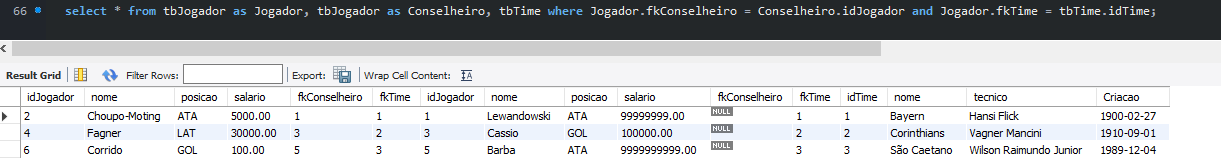 66 select * from tbJogador as Jogador, tbJogador as Conselheiro, tbTime where Jogador.fkConselheiro = Conselheiro.idJogador and Jogador.fkTime = tbTime.idTime;
Result Grid Filter Rows: Export: Wrap Cell Content:
idJogador nome posicao salario fkConselheiro fkTime idJogador nome posicao salario fkConselheiro fkTime idTime nome tecnico Criacao
2 Choupo-Moting ATA 5000.00 1 1 1 Lewandowski ATA 99999999.00 NULL 1 1 Bayern Hansi Flick 1900-02-27
4 Fagner LAT 30000.00 3 2 3 Cassio GOL 100000.00 NULL 2 2 Corinthians Vagner Mancini 1910-09-01
6 Corrido GOL 100.00 5 3 5 Barba ATA 9999999999.00 NULL 3 3 São Caetano Wilson Raimundo Junior 1989-12-04